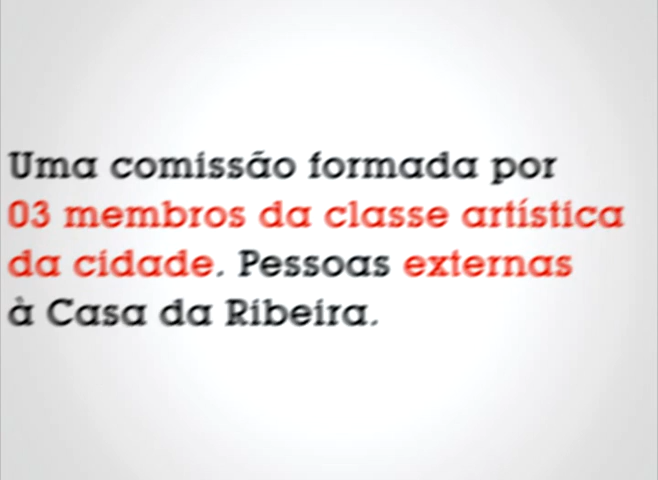 Uma comissão formada por
03 membros da classe artística
da cidade. Pessoas externas
à Casa da Ribeira.